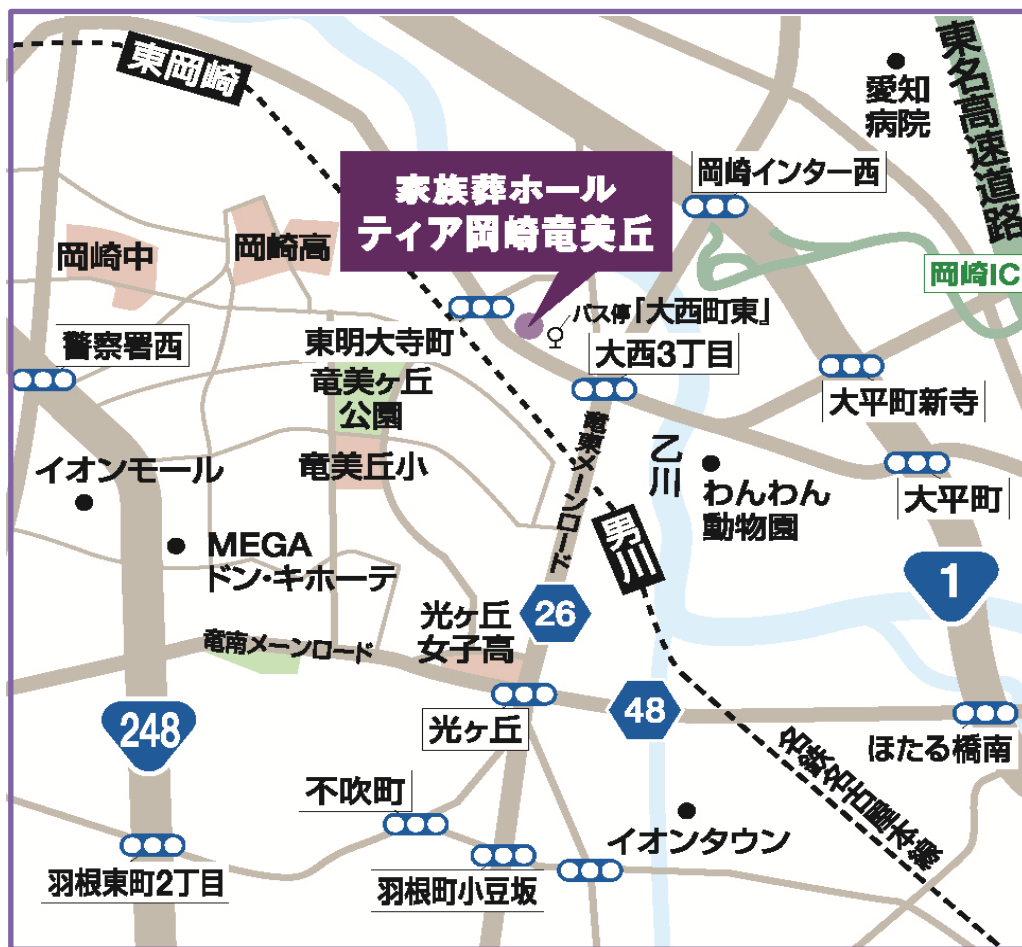 東岡崎
愛知
病院
東名高速道路
家族葬ホール
ティア岡崎竜美丘
岡崎インター西
岡崎中
岡崎高
岡崎IC
バス停「大西町東」
東明大寺町
警察署西
大西3丁目
竜美ヶ丘
公園
大平町新寺
竜東メーンロード
乙川
イオンモール
竜美丘小
わんわん
動物園
大平町
男川
MEGA
ドン・キホーテ
1
26
光ヶ丘
女子高
竜南メーンロード
48
248
光ヶ丘
ほたる橋南
名鉄名古屋本線
不吹町
イオンタウン
羽根東町2丁目
羽根町小豆坂